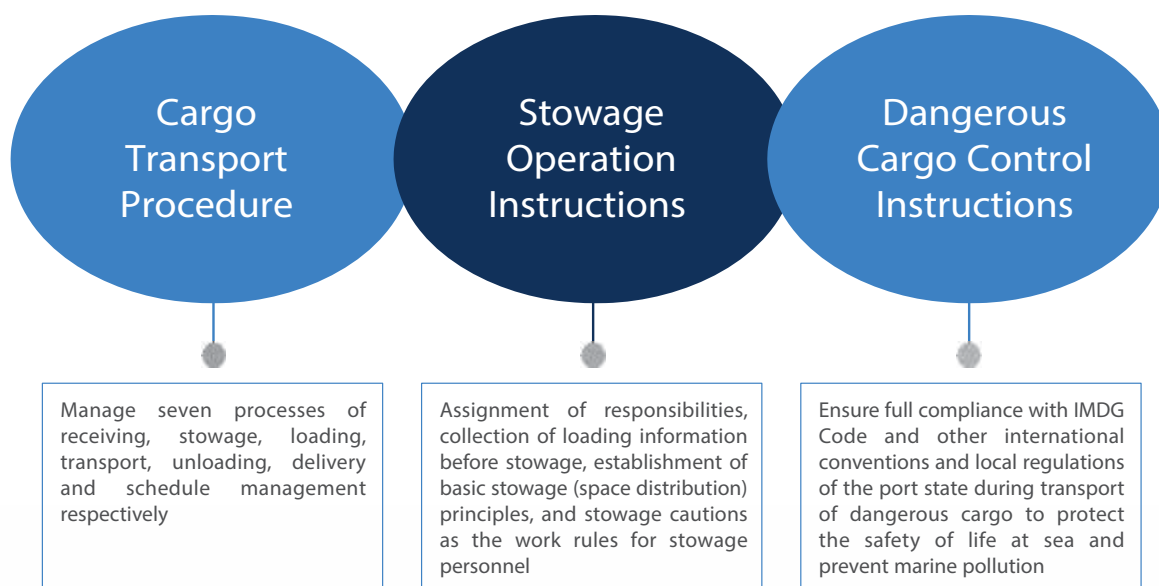 Cargo
Transport
Procedure
Stowage
Operation
Instructions
Dangerous
Cargo Control
Instructions
Manage seven processes of
receiving, stowage, loading,
transport, unloading, delivery
and schedule management
respectively
Assignment of responsibilities,
collection of loading information
before stowage, establishment of
basic stowage (space distribution)
principles, and stowage cautions
as the work rules for stowage
personnel
Ensure full compliance with IMDG
Code and other international
conventions and local regulations
of the port state during transport
of dangerous cargo to protect
the safety of life at sea and
prevent marine pollution